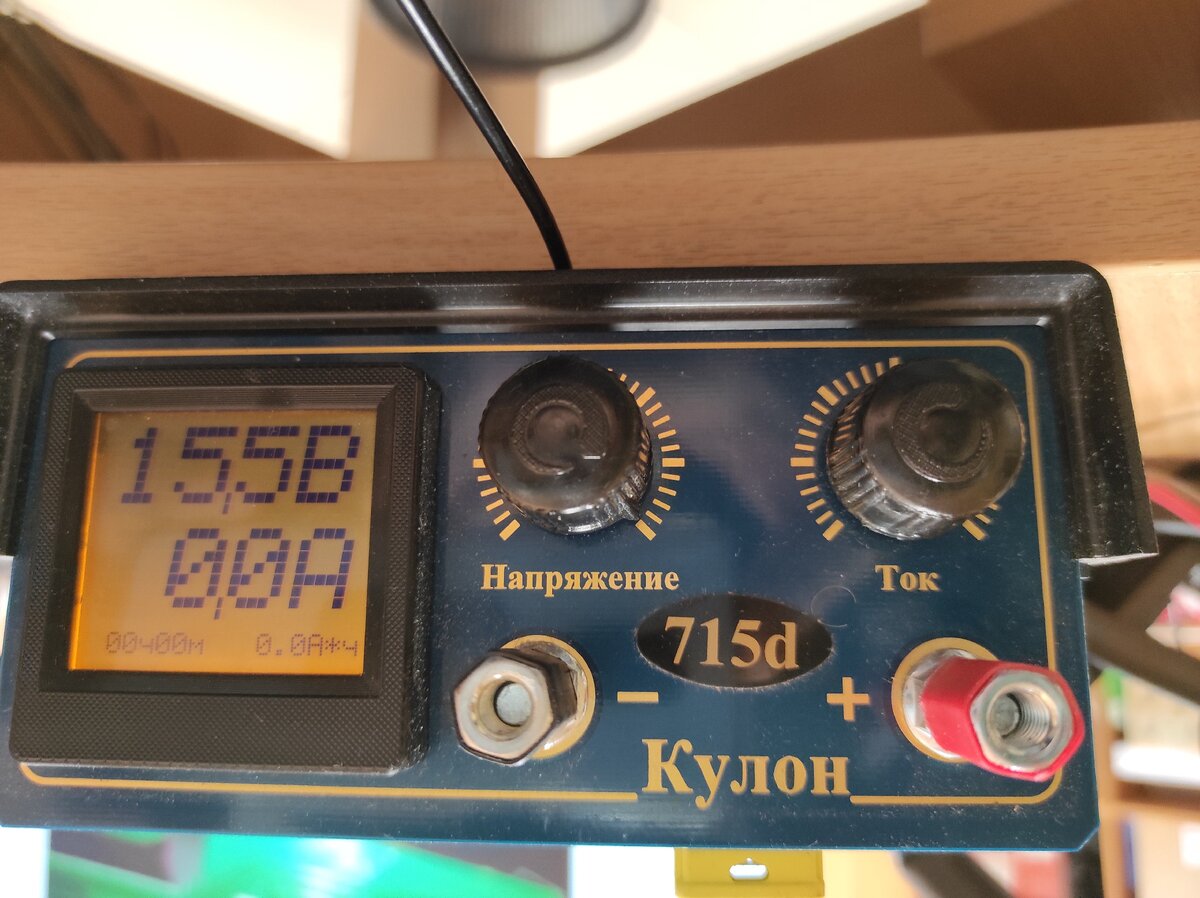 15,5В
0,0А
00ч00м 0.0А*ч
Напряжение
Ток
715d
− +
Кулон